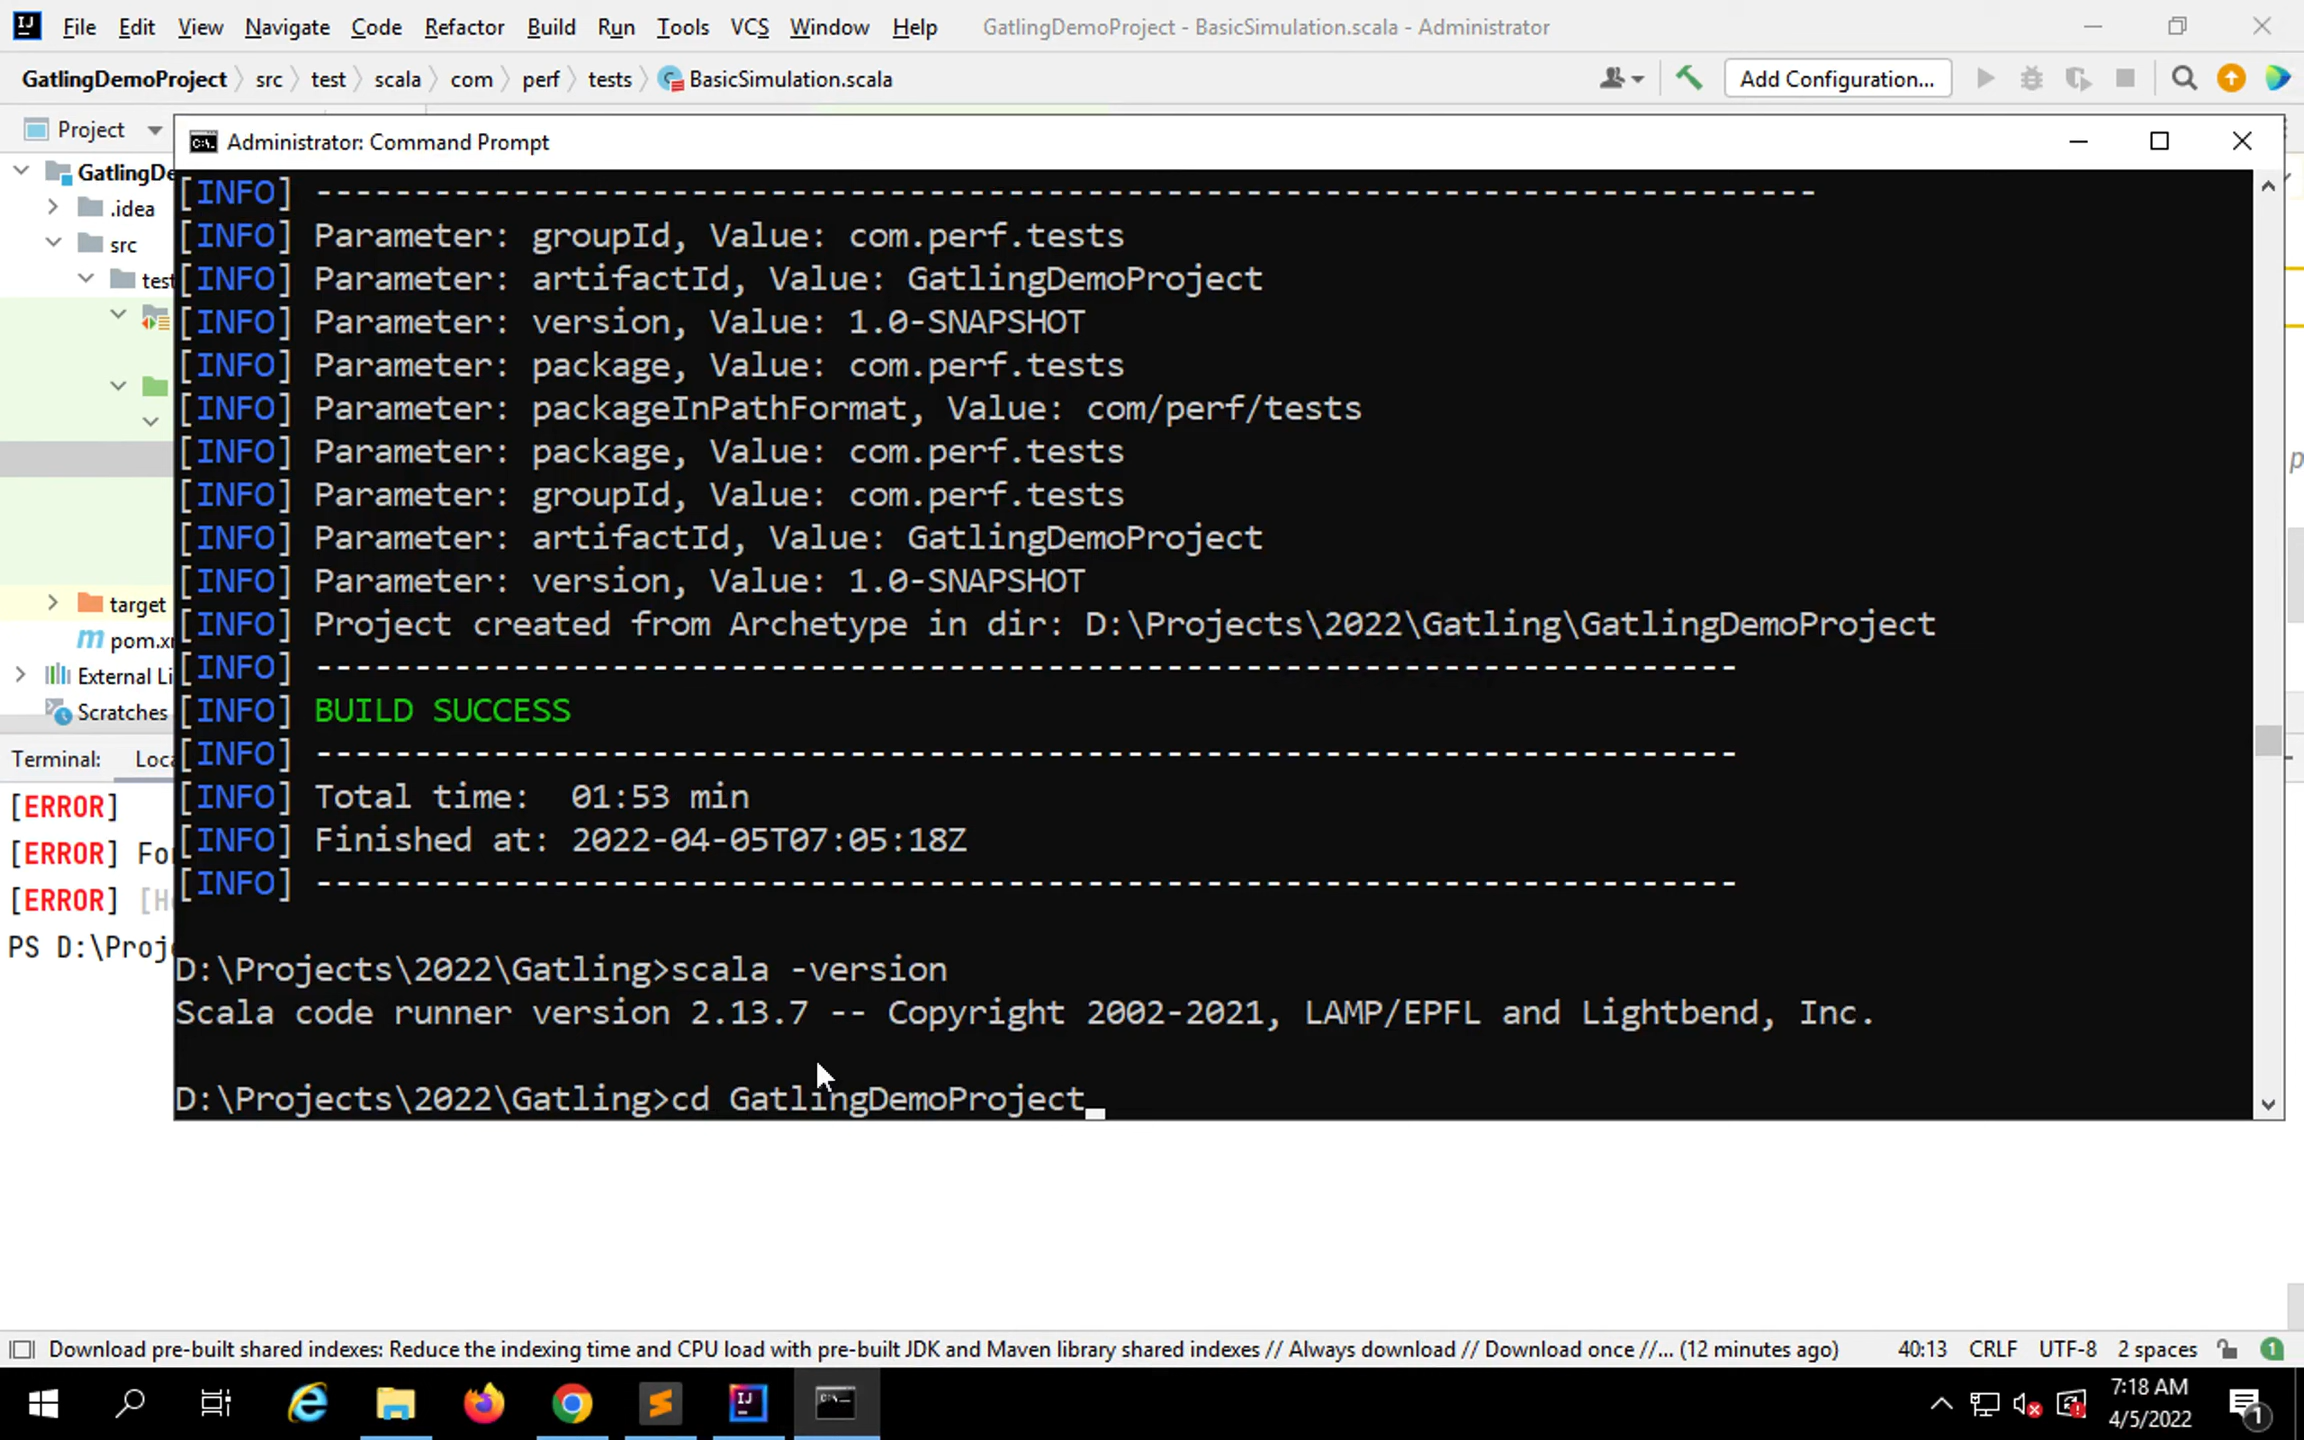 File Edit View Navigate Code Refactor Build Run Tools VCS Window Help GatlingDemoProject - BasicSimulation.scala - Administrator
GatlingDemoProject src test scala com perf tests BasicSimulation.scala Add Configuration...
Project
Administrator: Command Prompt
GatlingDe
.idea
src
test
target
pom.x
External Li
Scratches
[INFO] ------------------------------------------------------------------------
[INFO] Parameter: groupId, Value: com.perf.tests
[INFO] Parameter: artifactId, Value: GatlingDemoProject
[INFO] Parameter: version, Value: 1.0-SNAPSHOT
[INFO] Parameter: package, Value: com.perf.tests
[INFO] Parameter: packageInPathFormat, Value: com/perf/tests
[INFO] Parameter: package, Value: com.perf.tests
[INFO] Parameter: groupId, Value: com.perf.tests
[INFO] Parameter: artifactId, Value: GatlingDemoProject
[INFO] Parameter: version, Value: 1.0-SNAPSHOT
[INFO] Project created from Archetype in dir: D:\Projects\2022\Gatling\GatlingDemoProject
[INFO] ------------------------------------------------------------------------
[INFO] BUILD SUCCESS
[INFO] ------------------------------------------------------------------------
[INFO] Total time:  01:53 min
[INFO] Finished at: 2022-04-05T07:05:18Z
[INFO] ------------------------------------------------------------------------
D:\Projects\2022\Gatling>scala -version
Scala code runner version 2.13.7 -- Copyright 2002-2021, LAMP/EPFL and Lightbend, Inc.
D:\Projects\2022\Gatling>cd GatlingDemoProject
Terminal: Loc
[ERROR]
[ERROR] Fo
[ERROR] [H
PS D:\Proj
Download pre-built shared indexes: Reduce the indexing time and CPU load with pre-built JDK and Maven library shared indexes // Always download // Download once //... (12 minutes ago) 40:13 CRLF UTF-8 2 spaces 1
7:18 AM
4/5/2022
1